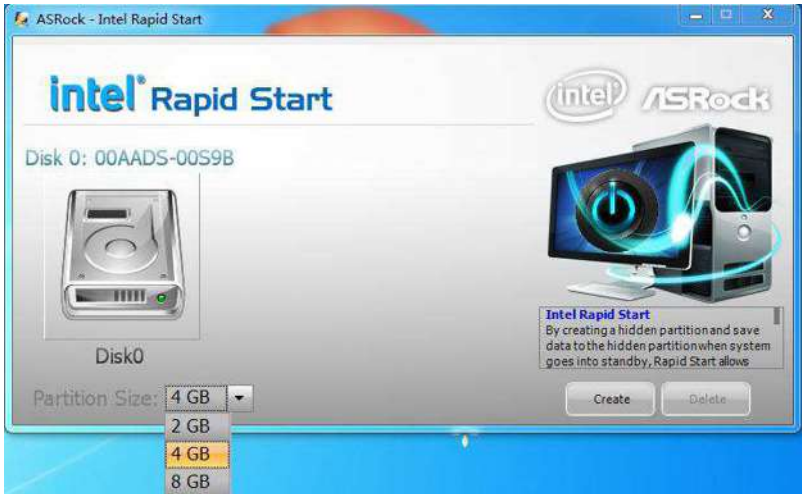 ASRock - Intel Rapid Start
intel® Rapid Start
intel ASRock
Disk 0: 00AADS-00S9B
Disk0
Intel Rapid Start
By creating a hidden partition and save
data to the hidden partition when system
goes into standby, Rapid Start allows
Partition Size: 4 GB
Create Delete
2 GB
4 GB
8 GB